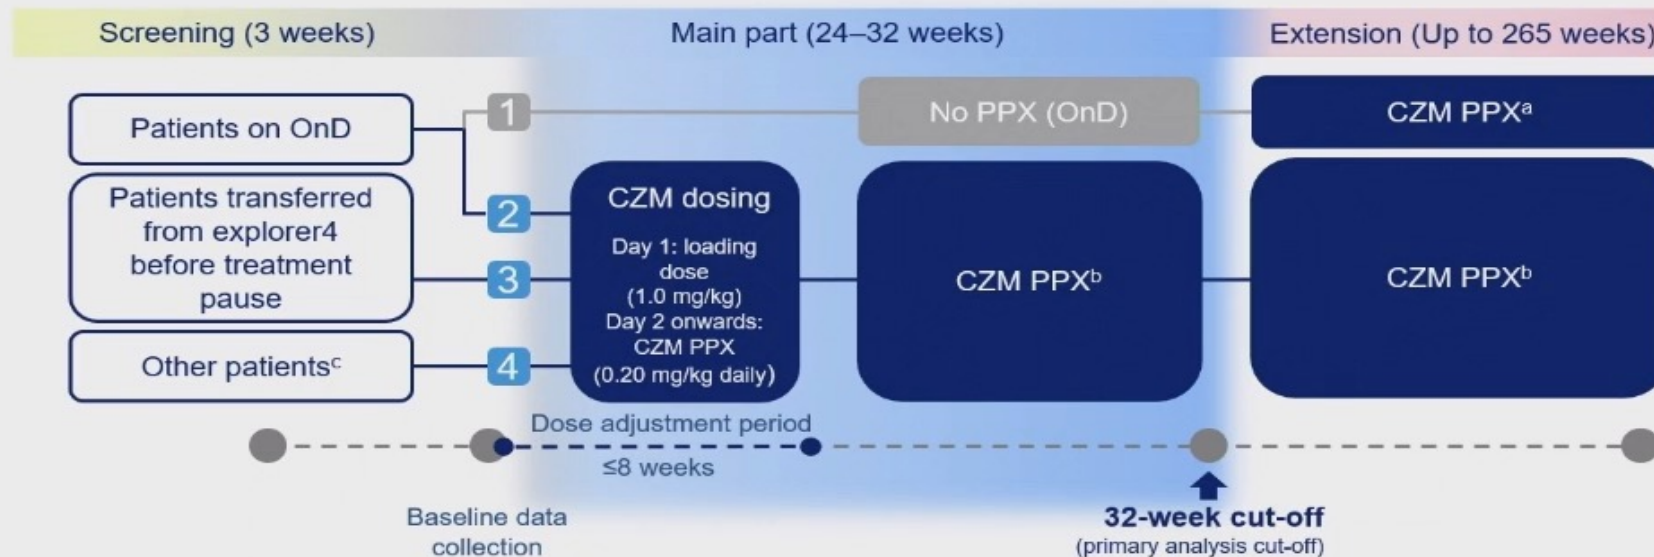 Screening (3 weeks)
Main part (24–32 weeks)
Extension (Up to 265 weeks)
Patients on OnD
1
No PPX (OnD)
CZM PPXᵃ
Patients transferred
from explorer4
before treatment
pause
2
3
CZM dosing
Day 1: loading
dose
(1.0 mg/kg)
Day 2 onwards:
CZM PPX
(0.20 mg/kg daily)
CZM PPXᵇ
CZM PPXᵇ
Other patientsᶜ
4
Dose adjustment period
≤8 weeks
Baseline data
collection
32-week cut-off
(primary analysis cut-off)